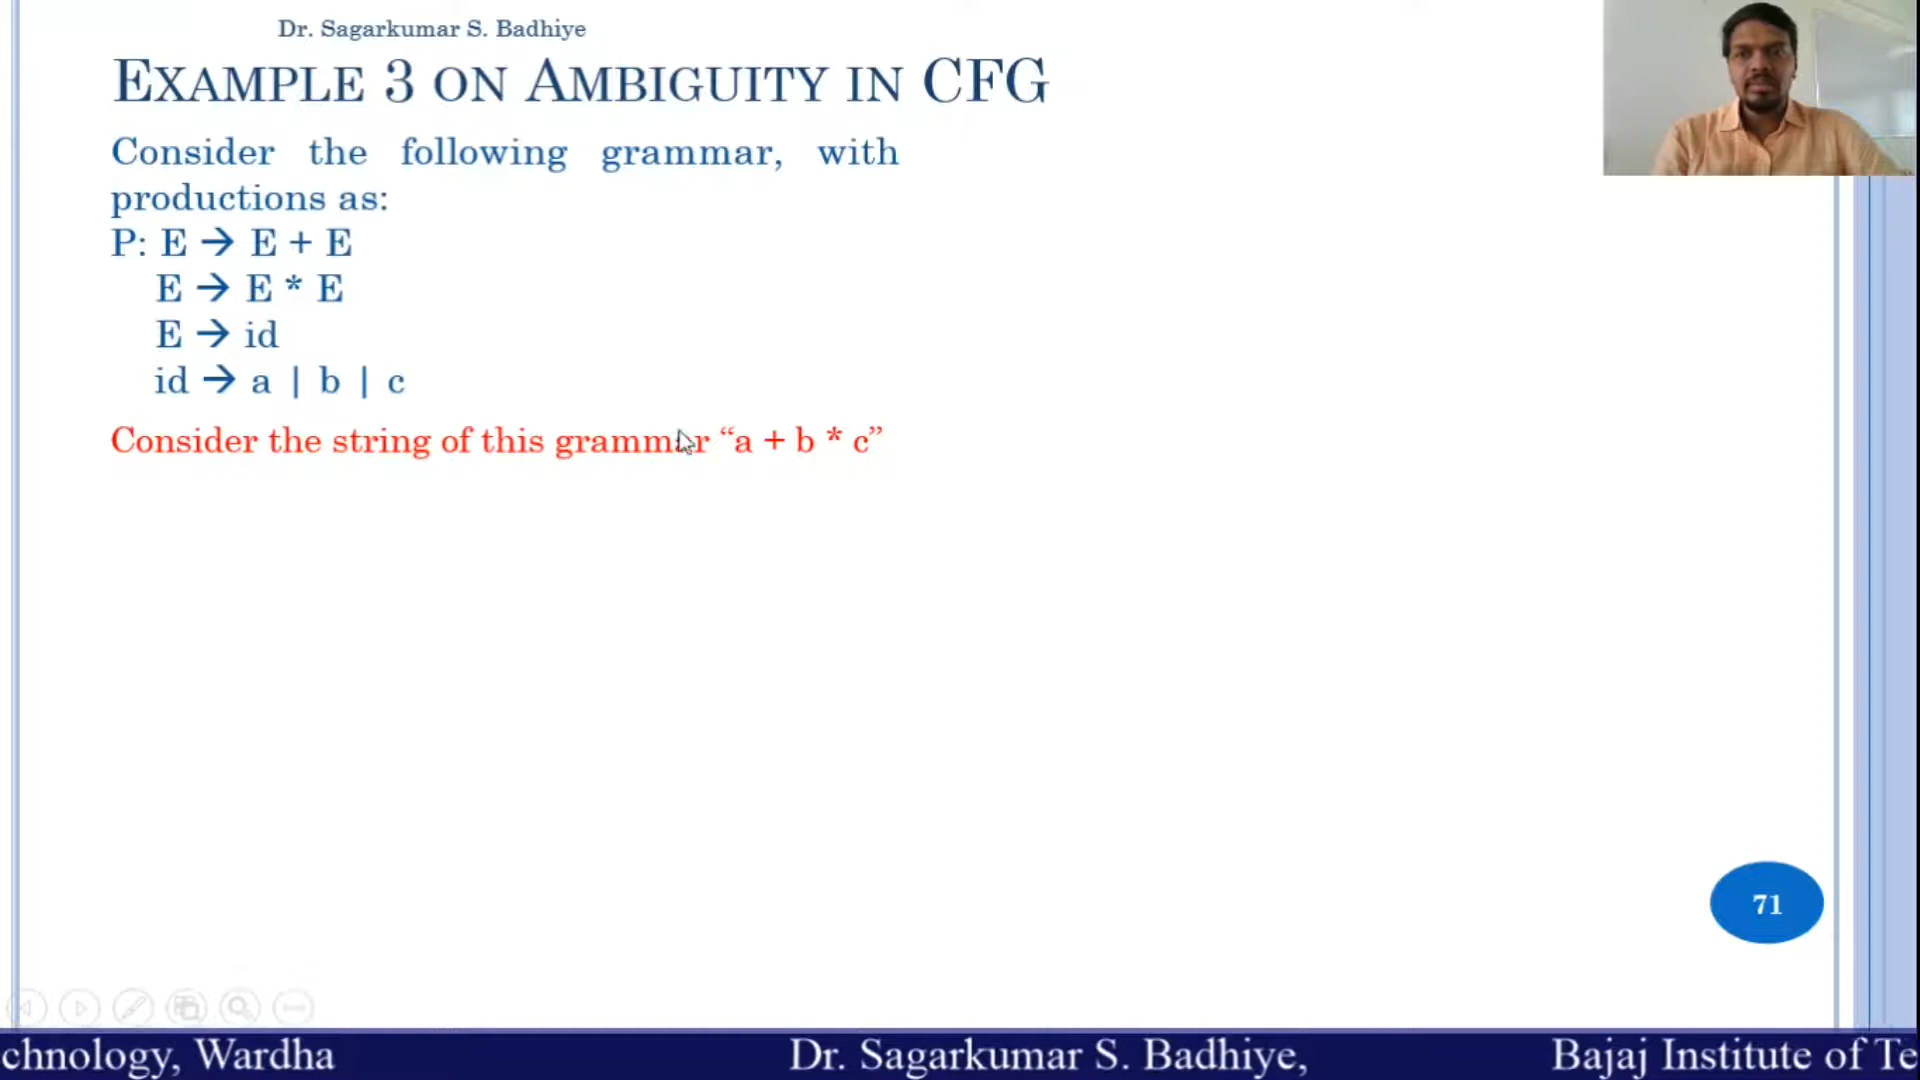 Dr. Sagarkumar S. Badhiye
EXAMPLE 3 ON AMBIGUITY IN CFG
Consider the following grammar, with
productions as:
P: E → E + E
E → E * E
E → id
id → a | b | c
Consider the string of this grammar “a + b * c”
71
chnology, Wardha Dr. Sagarkumar S. Badhiye, Bajaj Institute of Te